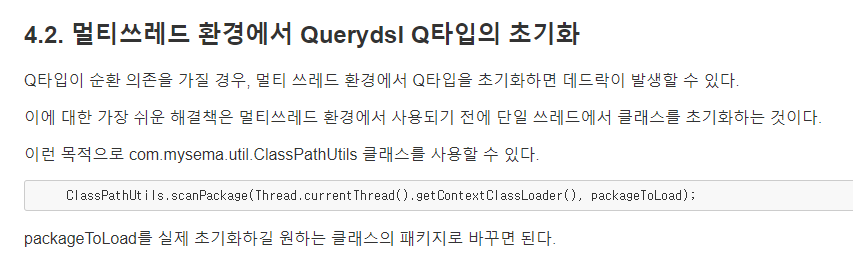 4.2. 멀티쓰레드 환경에서 Querydsl Q타입의 초기화
Q타입이 순환 의존을 가질 경우, 멀티 쓰레드 환경에서 Q타입을 초기화하면 데드락이 발생할 수 있다.
이에 대한 가장 쉬운 해결책은 멀티쓰레드 환경에서 사용되기 전에 단일 쓰레드에서 클래스를 초기화하는 것이다.
이런 목적으로 com.mysema.util.ClassPathUtils 클래스를 사용할 수 있다.
ClassPathUtils.scanPackage(Thread.currentThread().getContextClassLoader(), packageToLoad);
packageToLoad를 실제 초기화하길 원하는 클래스의 패키지로 바꾸면 된다.